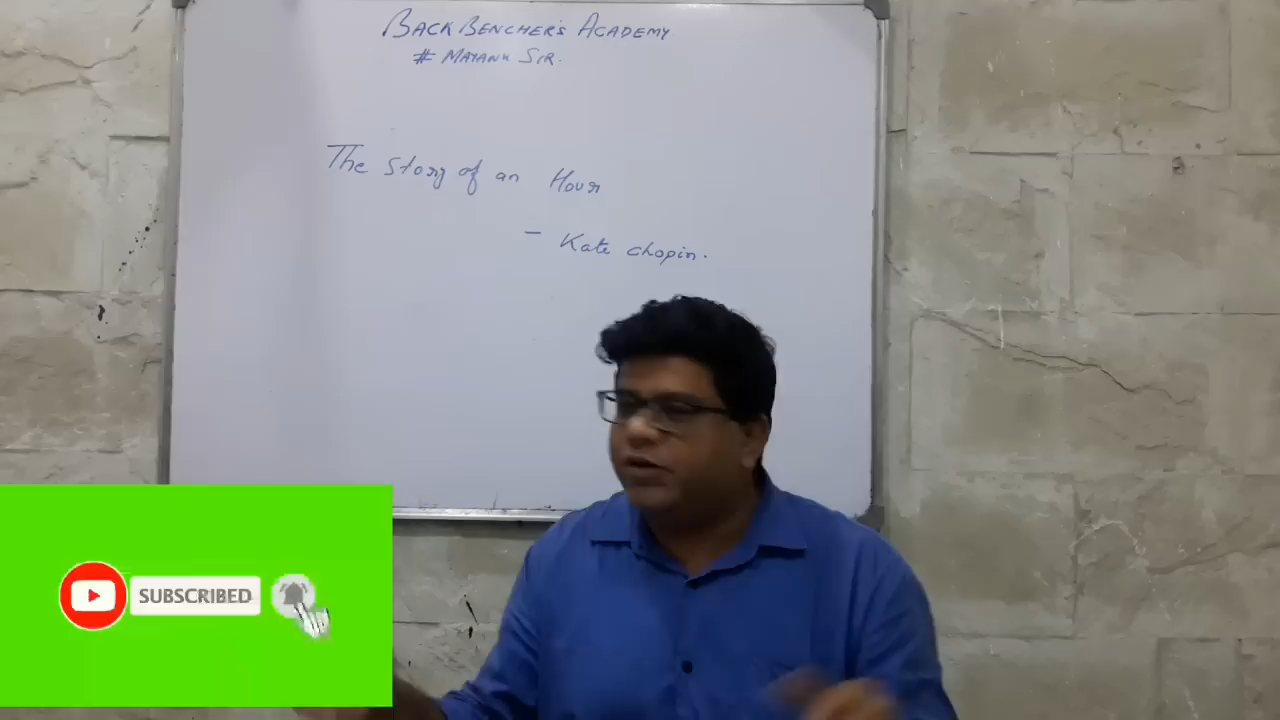 BACK BENCHER'S ACADEMY
# MAYANK SIR.
The Story of an Hour
- Kate chopin.
SUBSCRIBED